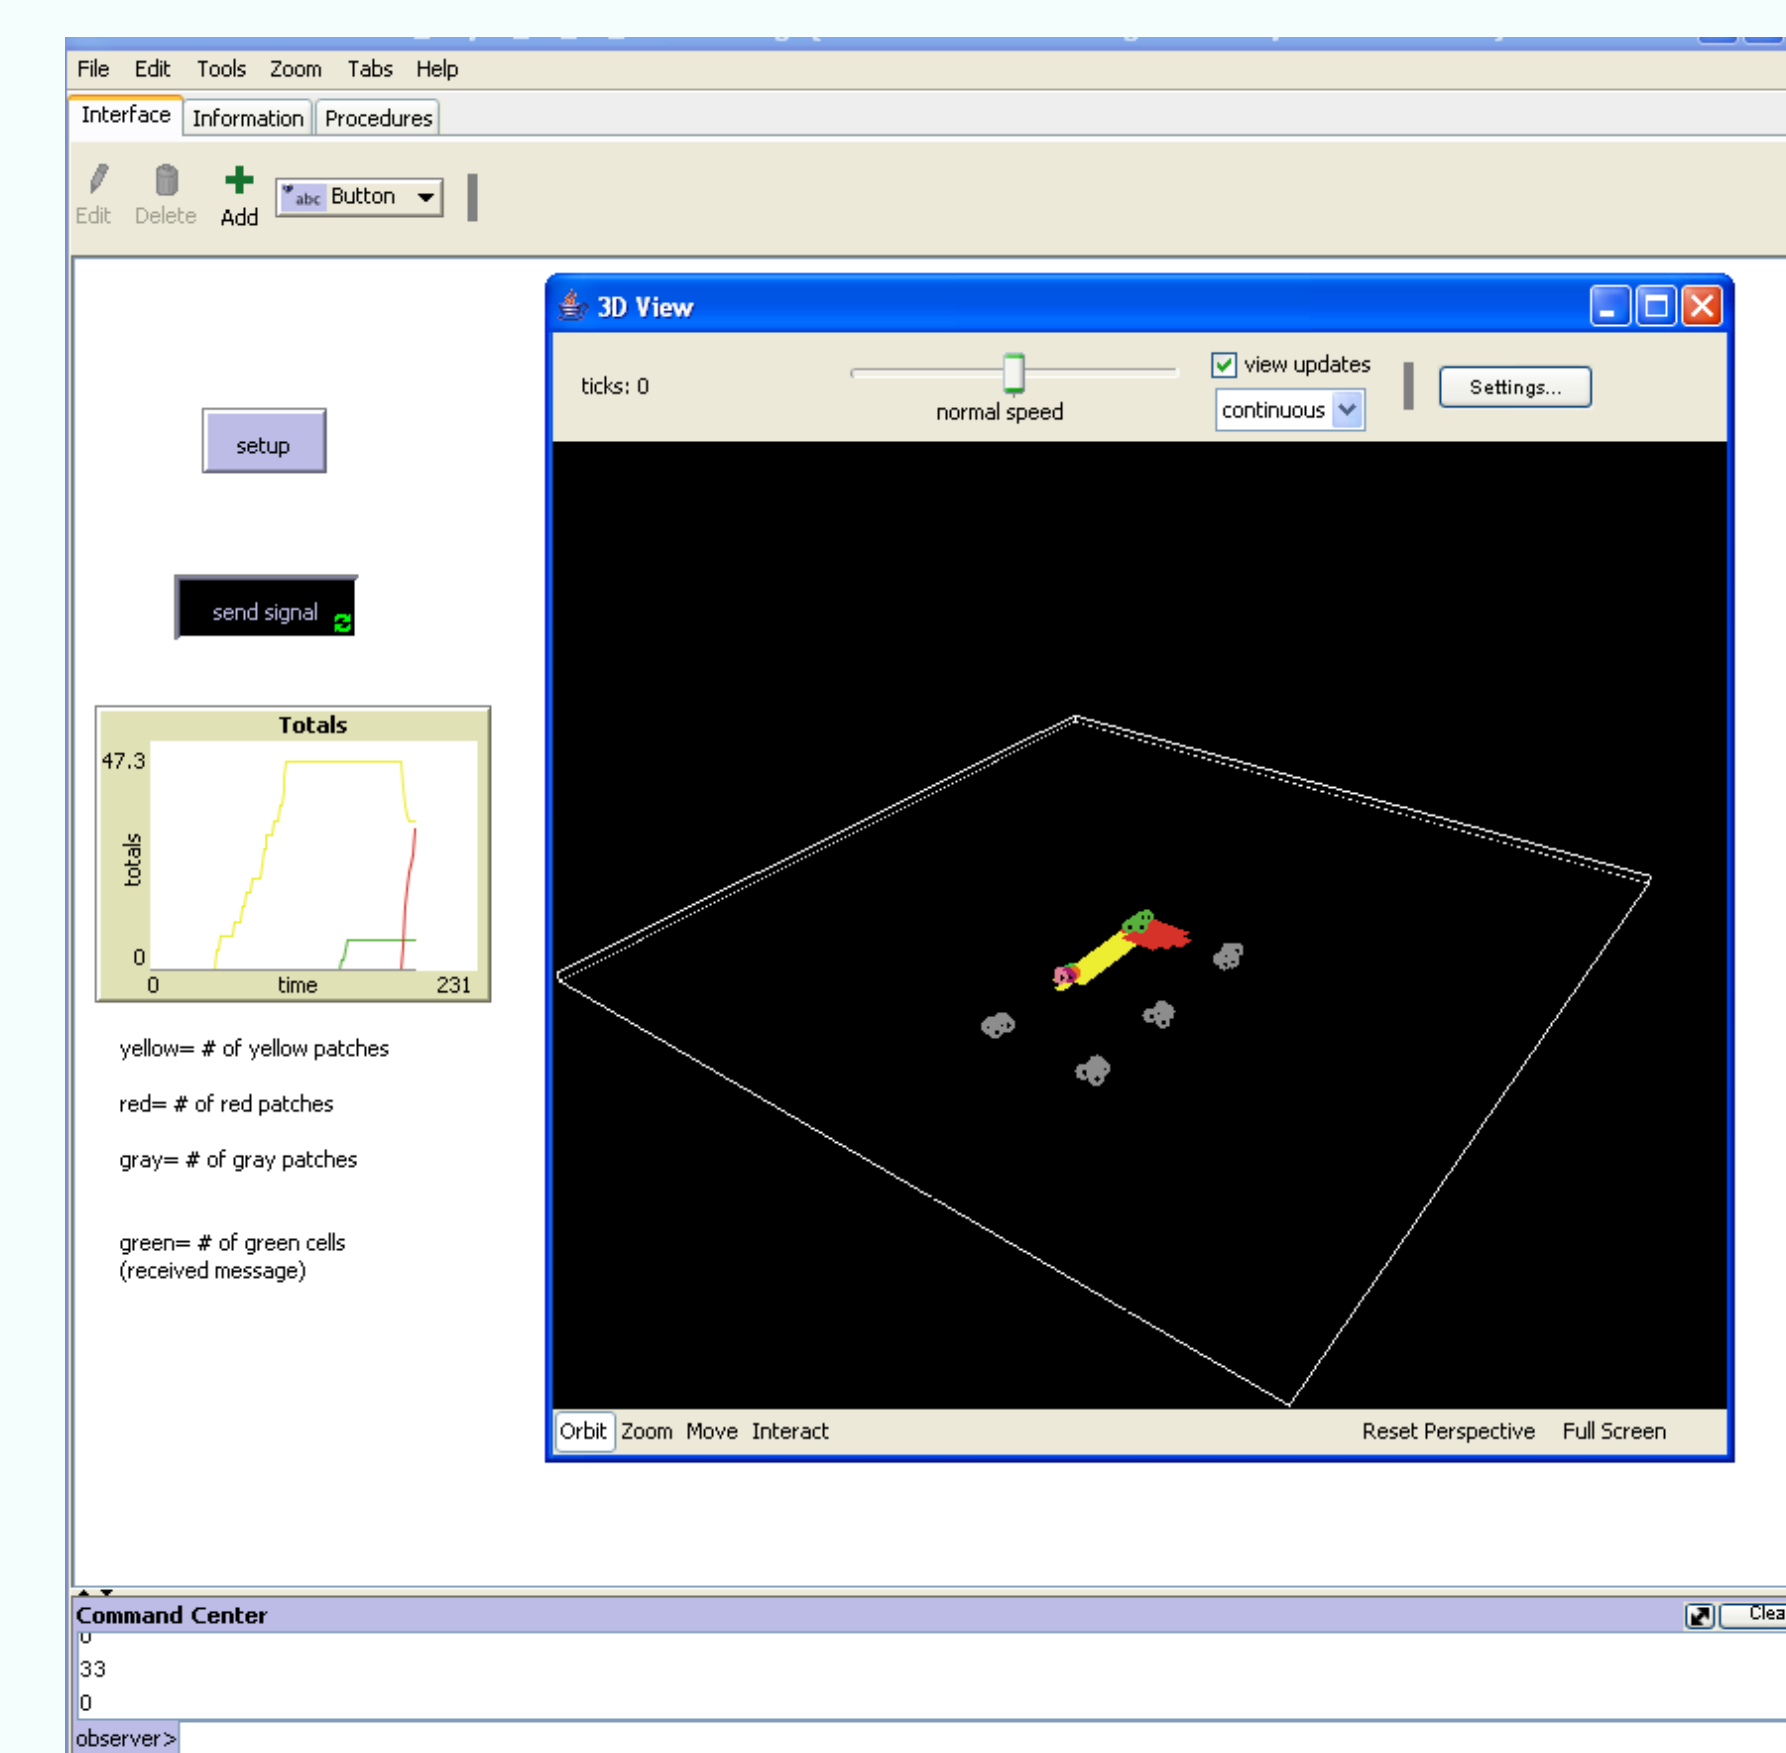 File Edit Tools Zoom Tabs Help
Interface Information Procedures
Edit Delete Add abc Button
3D View
ticks: 0
normal speed
view updates
continuous
Settings...
setup
send signal
Totals
47.3
totals
0
0 time 231
yellow= # of yellow patches
red= # of red patches
gray= # of gray patches
green= # of green cells
(received message)
Orbit Zoom Move Interact Reset Perspective Full Screen
Command Center
33
0
observer>